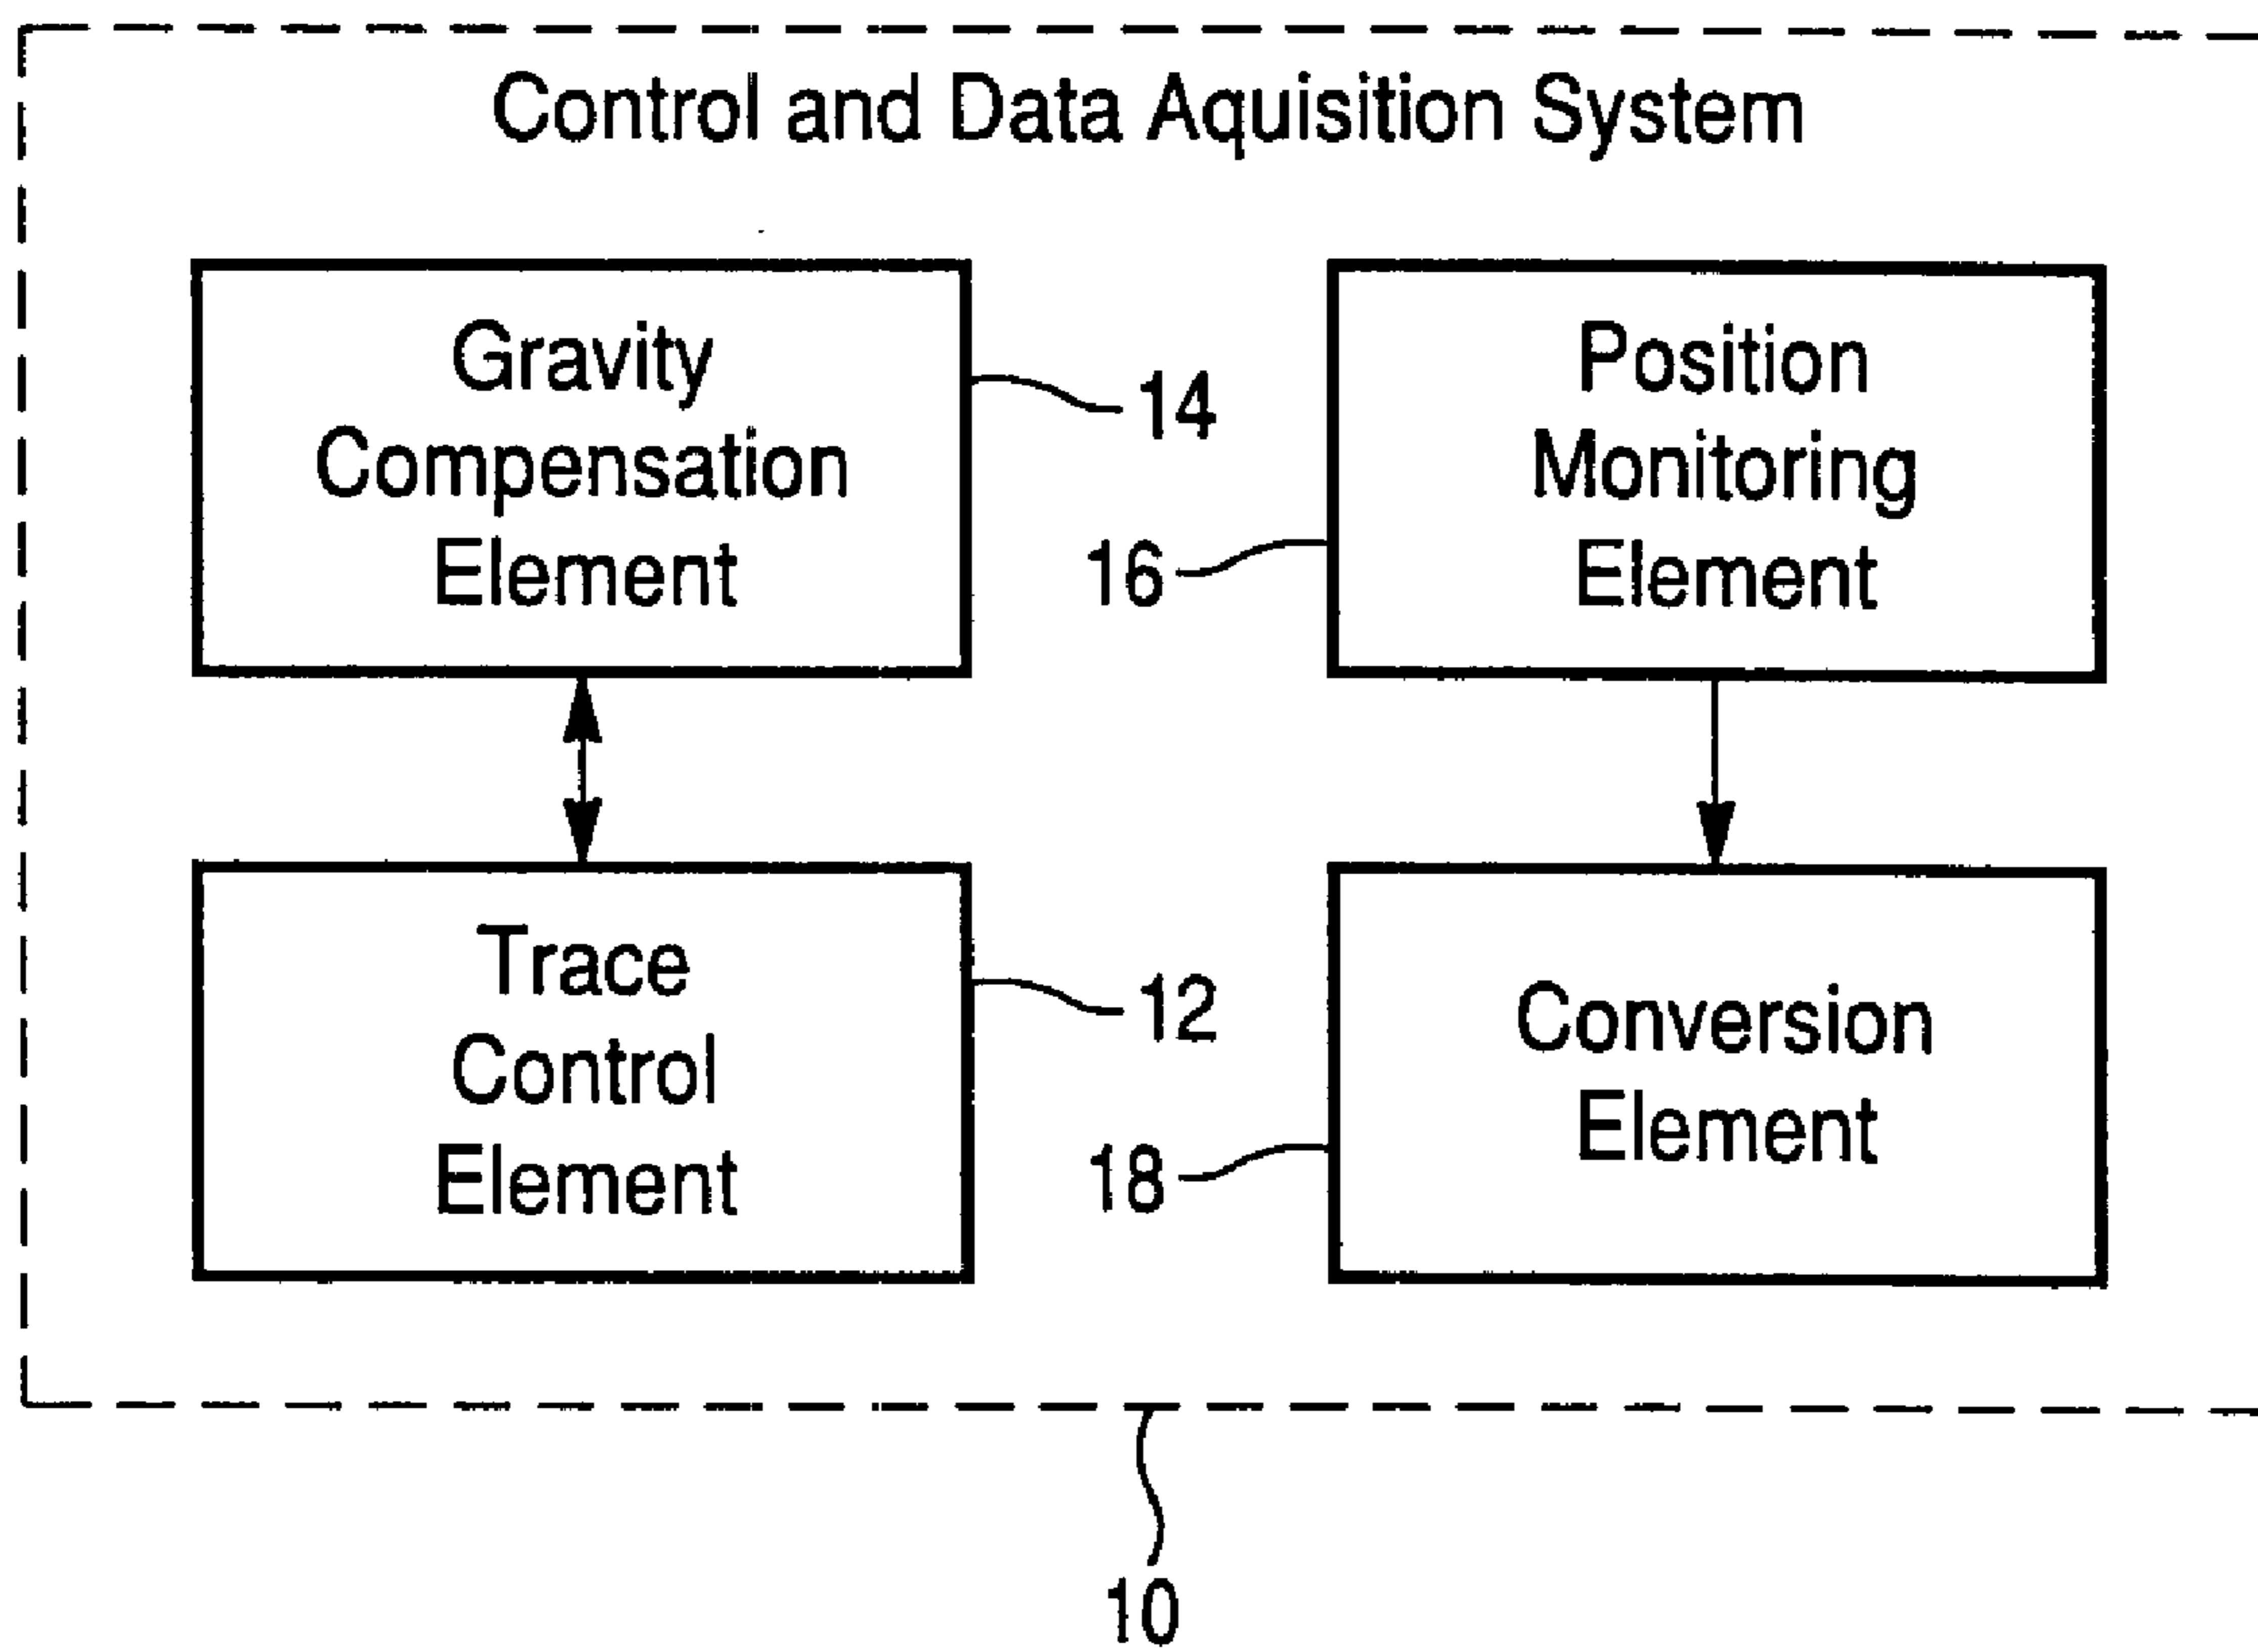 Control and Data Aquisition System
Gravity
Compensation
Element
14
Position
Monitoring
Element
16
Trace
Control
Element
12
Conversion
Element
18
10